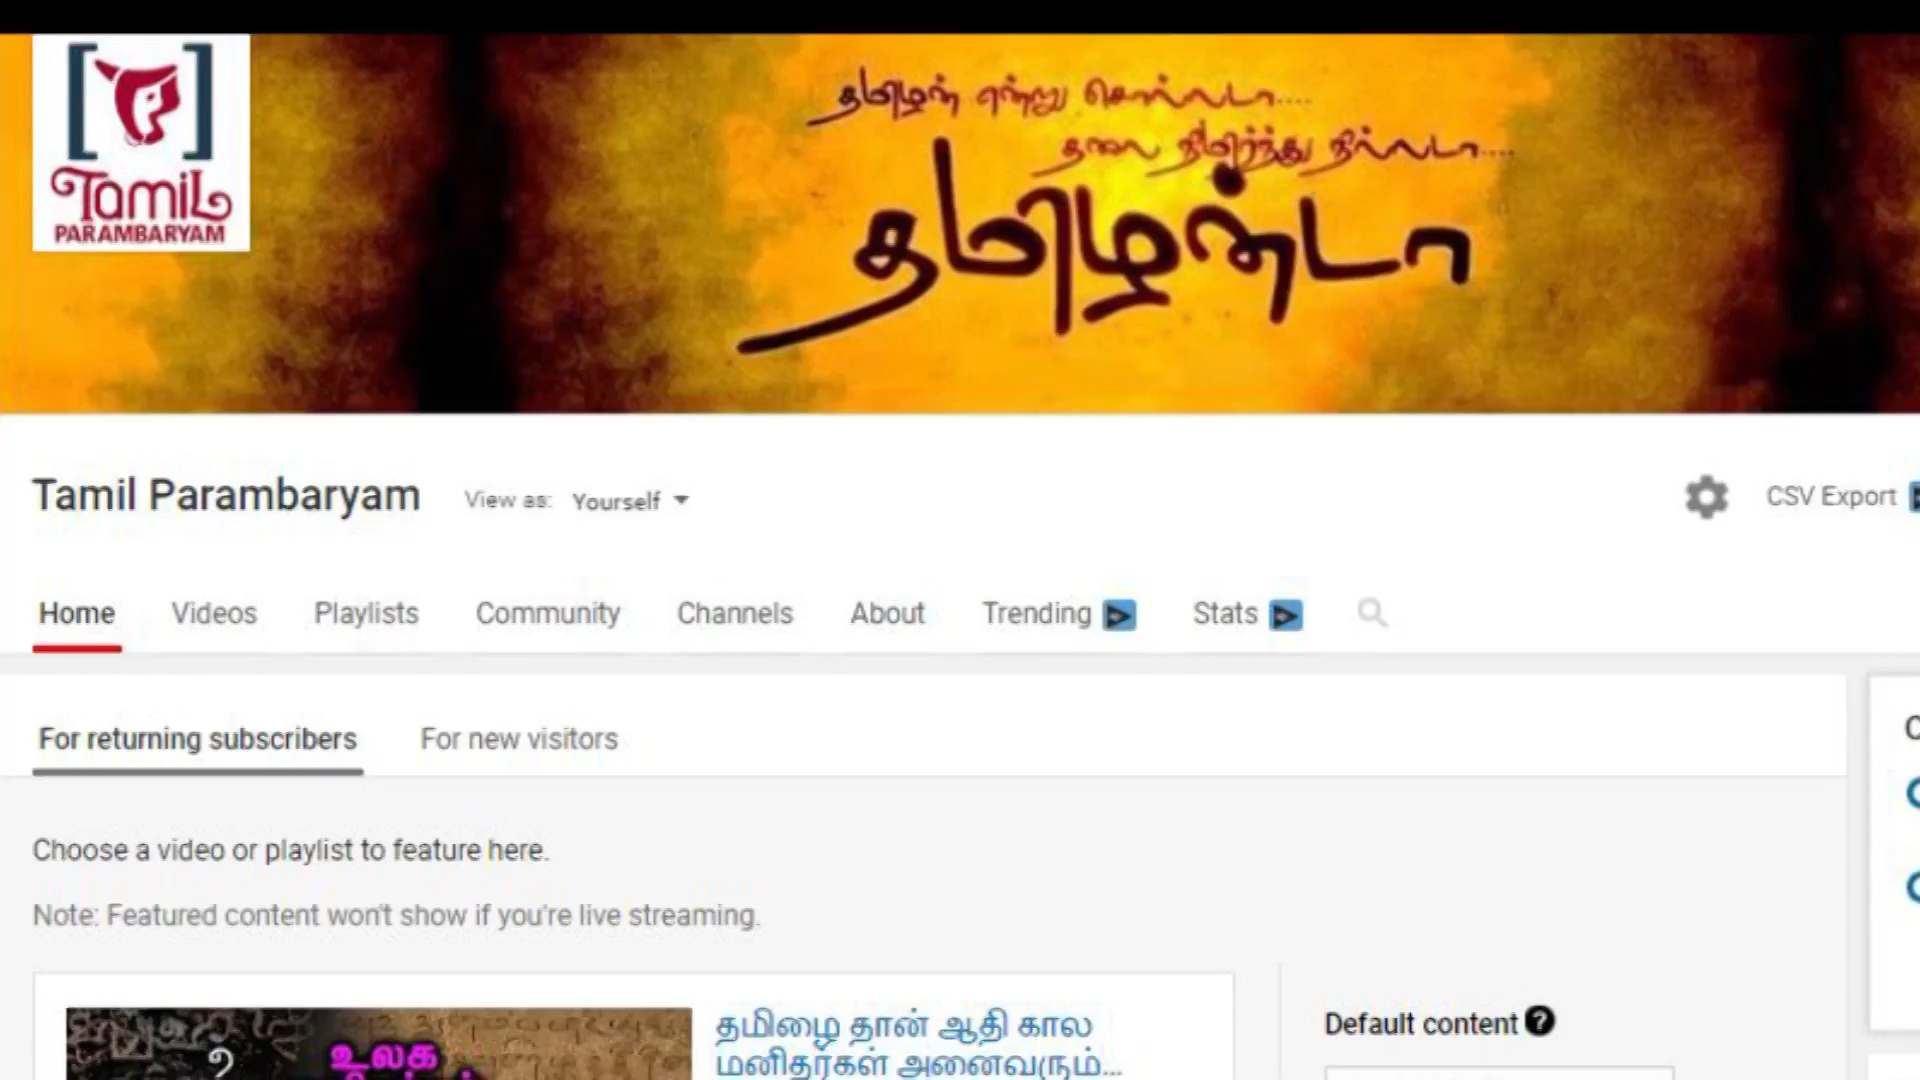 TamiL
PARAMBARYAM
தமிழன் என்று சொல்லடா....
தலை நிமிர்ந்து நில்லடா....
தமிழன்டா
Tamil Parambaryam
View as: Yourself
CSV Export
Home Videos Playlists Community Channels About Trending Stats
For returning subscribers For new visitors
Choose a video or playlist to feature here.
Note: Featured content won't show if you're live streaming.
உலக
தமிழை தான் ஆதி கால
மனிதர்கள் அனைவரும்...
Default content